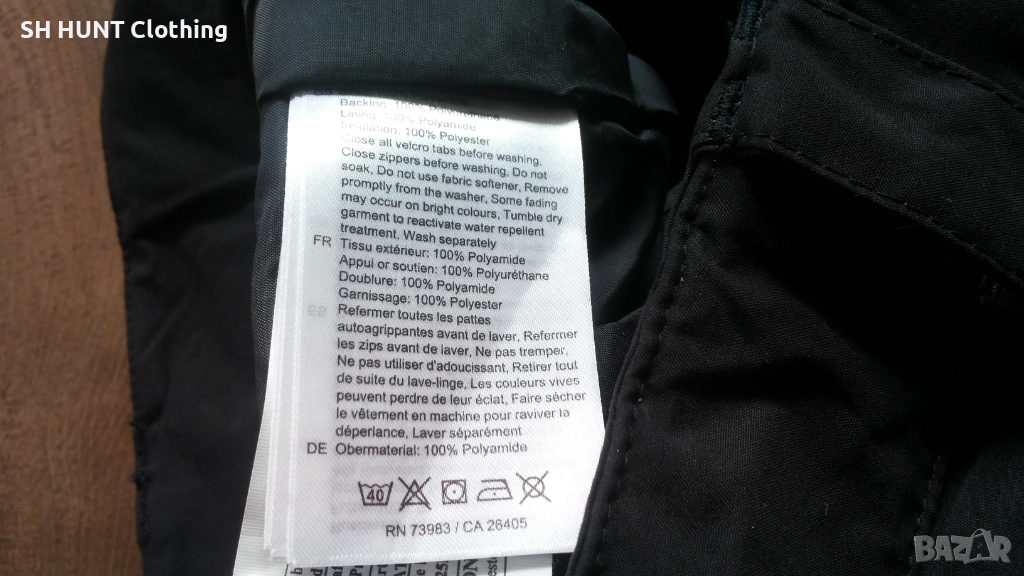 SH HUNT Clothing
Backing: 100% Polyurethane
Lining: 100% Polyamide
Insulation: 100% Polyester
Close all velcro tabs before washing,
Close zippers before washing, Do not
soak, Do not use fabric softener, Remove
promptly from the washer, Some fading
may occur on bright colours, Tumble dry
garment to reactivate water repellent
treatment, Wash separately
FR Tissu extérieur: 100% Polyamide
Appui or soutien: 100% Polyuréthane
Doublure: 100% Polyamide
Garnissage: 100% Polyester
Refermer toutes les pattes
autoagrippantes avant de laver, Refermer
les zips avant de laver, Ne pas tremper,
Ne pas utiliser d'adoucissant, Retirer tout
de suite du lave-linge, Les couleurs vives
peuvent perdre de leur éclat, Faire sécher
le vêtement en machine pour raviver la
déperlance, Laver séparément
DE Obermaterial: 100% Polyamide
40
RN 73983 / CA 26405
BAZAR